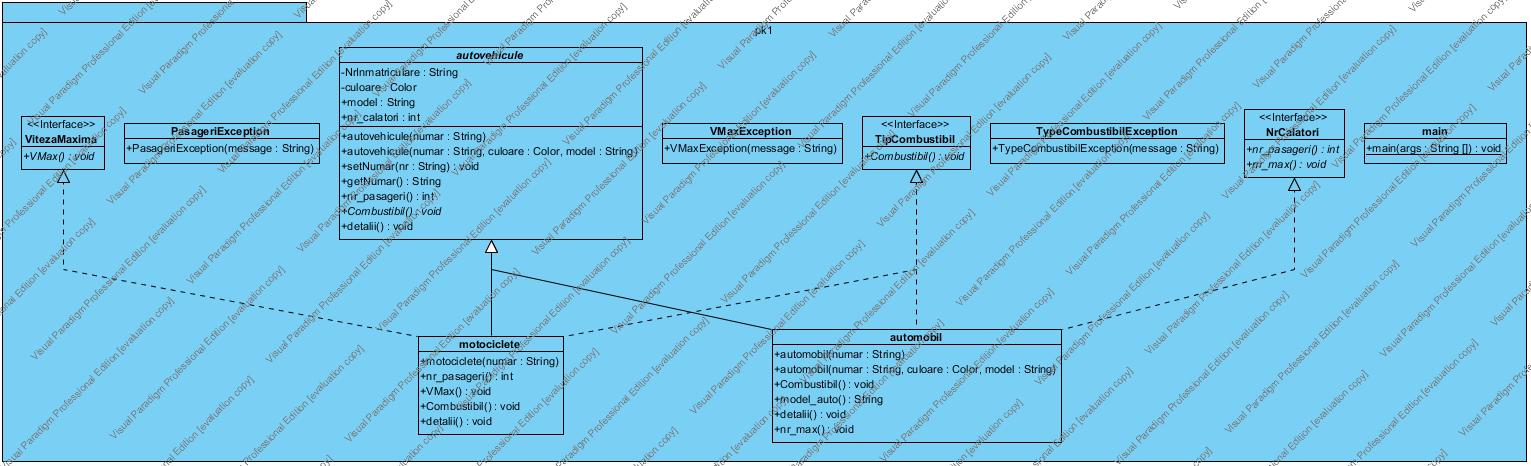 pk1
<<Interface>>
VitezaMaxima
+VMax() : void
PasageriException
+PasageriException(message : String)
autovehicule
-NrInmatriculare : String
-culoare : Color
+model : String
+nr_calatori : int
+autovehicule(numar : String)
+autovehicule(numar : String, culoare : Color, model : String)
+setNumar(nr : String) : void
+getNumar() : String
+nr_pasageri() : int
+Combustibil() : void
+detalii() : void
VMaxException
+VMaxException(message : String)
<<Interface>>
TipCombustibil
+Combustibil() : void
TypeCombustibilException
+TypeCombustibilException(message : String)
<<Interface>>
NrCalatori
+nr_pasageri() : int
+nr_max() : void
main
+main(args : String []) : void
motociclete
+motociclete(numar : String)
+nr_pasageri() : int
+VMax() : void
+Combustibil() : void
+detalii() : void
automobil
+automobil(numar : String)
+automobil(numar : String, culoare : Color, model : String)
+Combustibil() : void
+model_auto() : String
+detalii() : void
+nr_max() : void
Visual Paradigm Professional Edition [evaluation copy]